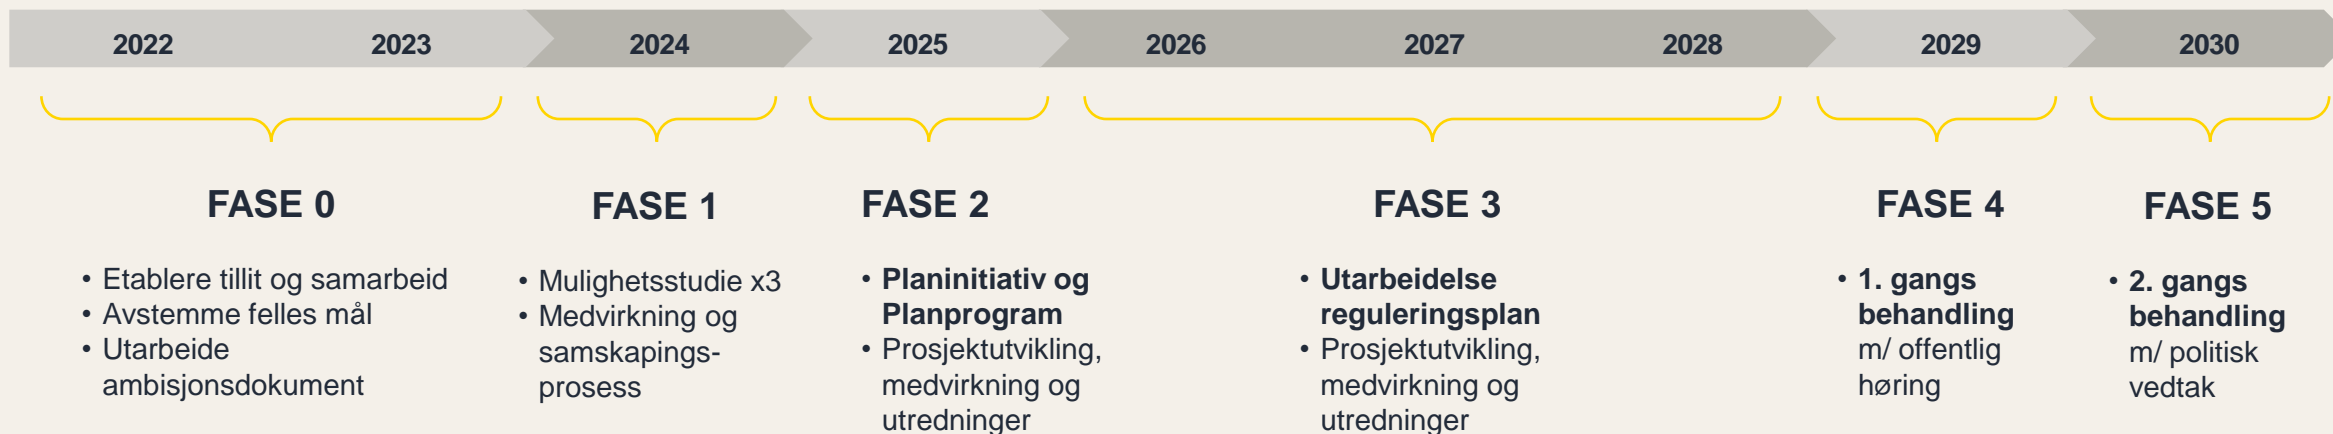 2022 2023 2024 2025 2026 2027 2028 2029 2030
FASE 0
• Etablere tillit og samarbeid
• Avstemme felles mål
• Utarbeide
ambisjonsdokument
FASE 1
• Mulighetsstudie x3
• Medvirkning og
samskapings-
prosess
FASE 2
• Planinitiativ og
Planprogram
• Prosjektutvikling,
medvirkning og
utredninger
FASE 3
• Utarbeidelse
reguleringsplan
• Prosjektutvikling,
medvirkning og
utredninger
FASE 4
• 1. gangs
behandling
m/ offentlig
høring
FASE 5
• 2. gangs
behandling
m/ politisk
vedtak